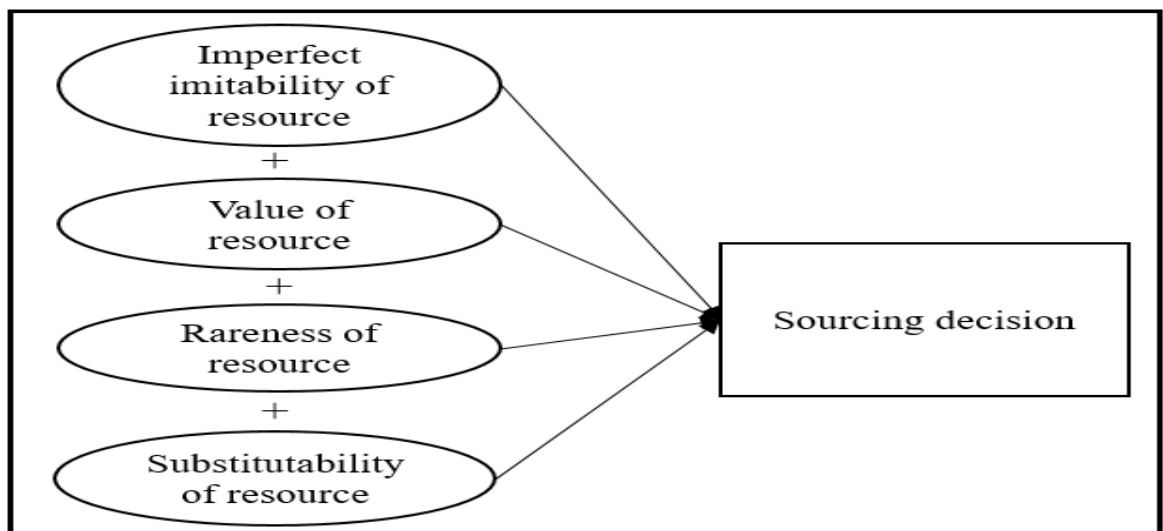 Imperfect
imitability of
resource
+
Value of
resource
+
Rareness of
resource
+
Substitutability
of resource
Sourcing decision